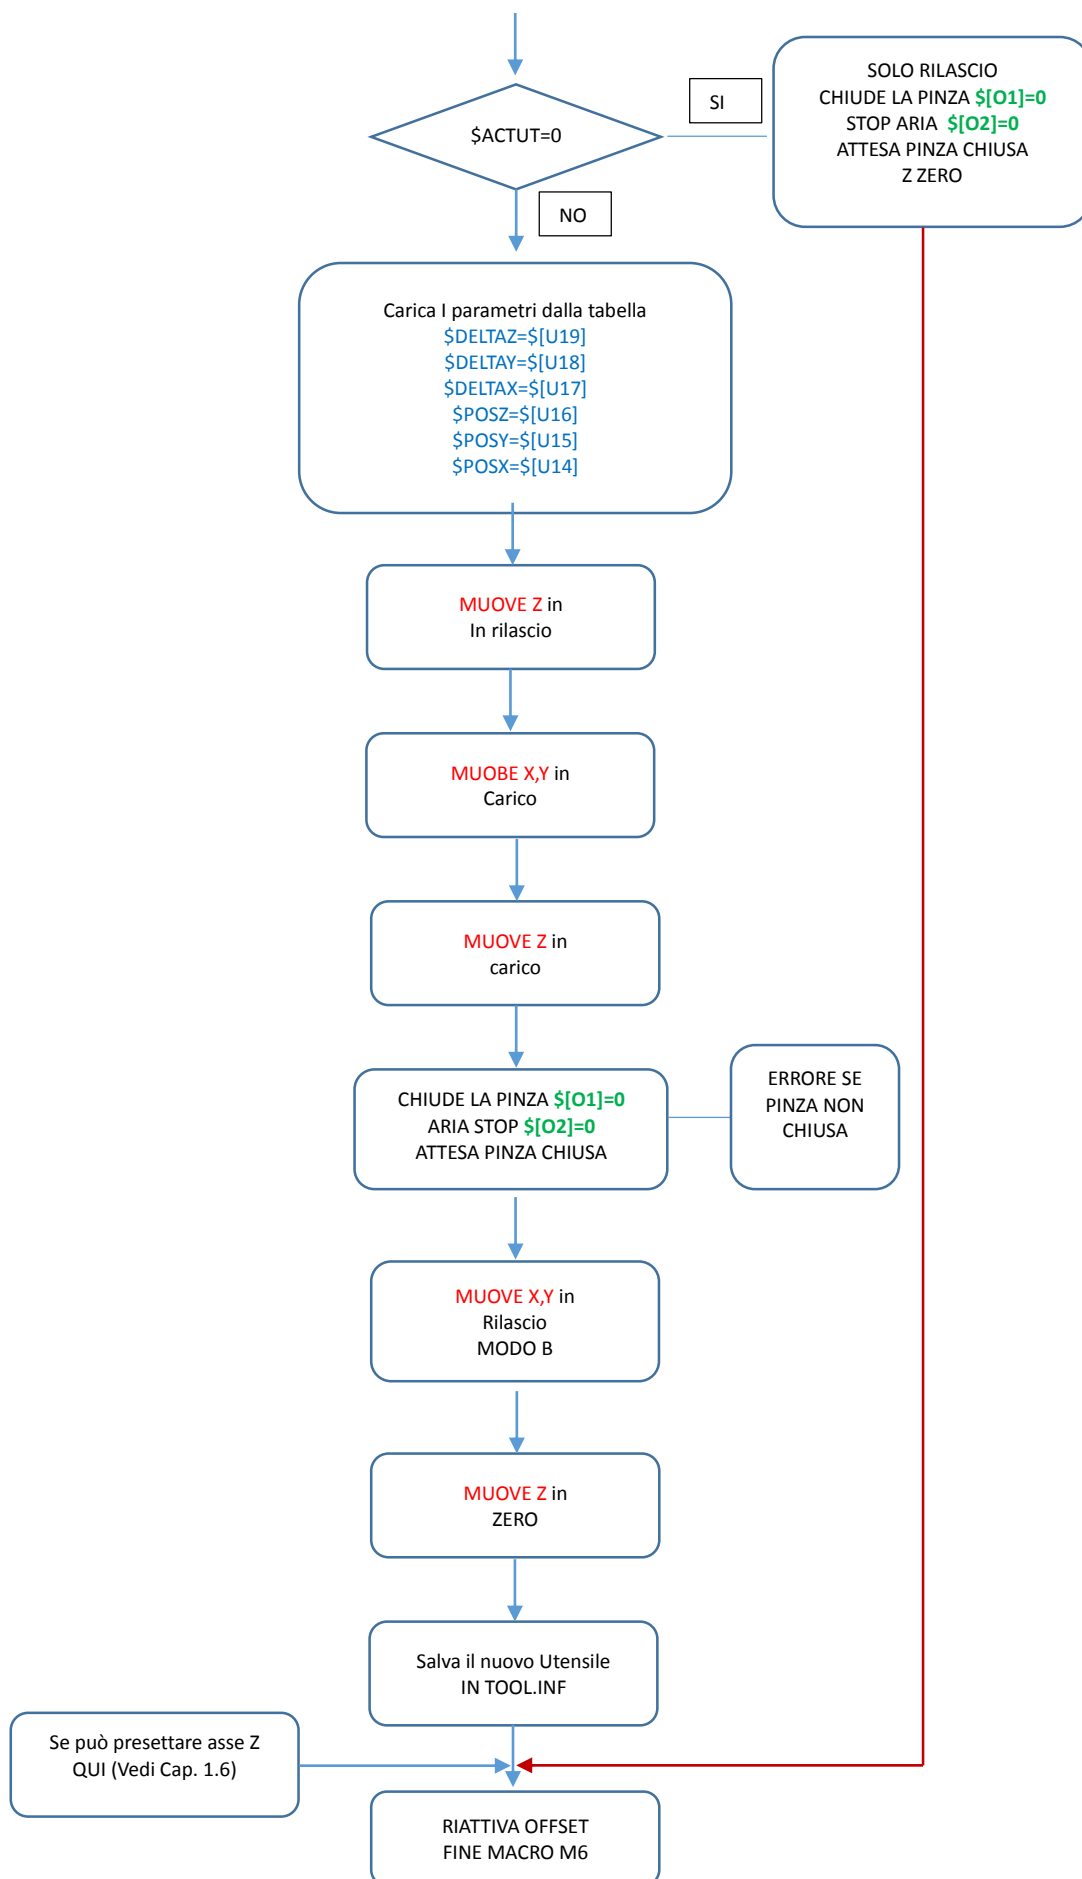 $ACTUT=0
SI
SOLO RILASCIO
CHIUDE LA PINZA $[O1]=0
STOP ARIA $[O2]=0
ATTESA PINZA CHIUSA
Z ZERO
NO
Carica I parametri dalla tabella
$DELTAZ=$[U19]
$DELTAY=$[U18]
$DELTAX=$[U17]
$POSZ=$[U16]
$POSY=$[U15]
$POSX=$[U14]
MUOVE Z in
In rilascio
MUOBE X,Y in
Carico
MUOVE Z in
carico
CHIUDE LA PINZA $[O1]=0
ARIA STOP $[O2]=0
ATTESA PINZA CHIUSA
ERRORE SE
PINZA NON
CHIUSA
MUOVE X,Y in
Rilascio
MODO B
MUOVE Z in
ZERO
Salva il nuovo Utensile
IN TOOL.INF
Se può presettare asse Z
QUI (Vedi Cap. 1.6)
RIATTIVA OFFSET
FINE MACRO M6